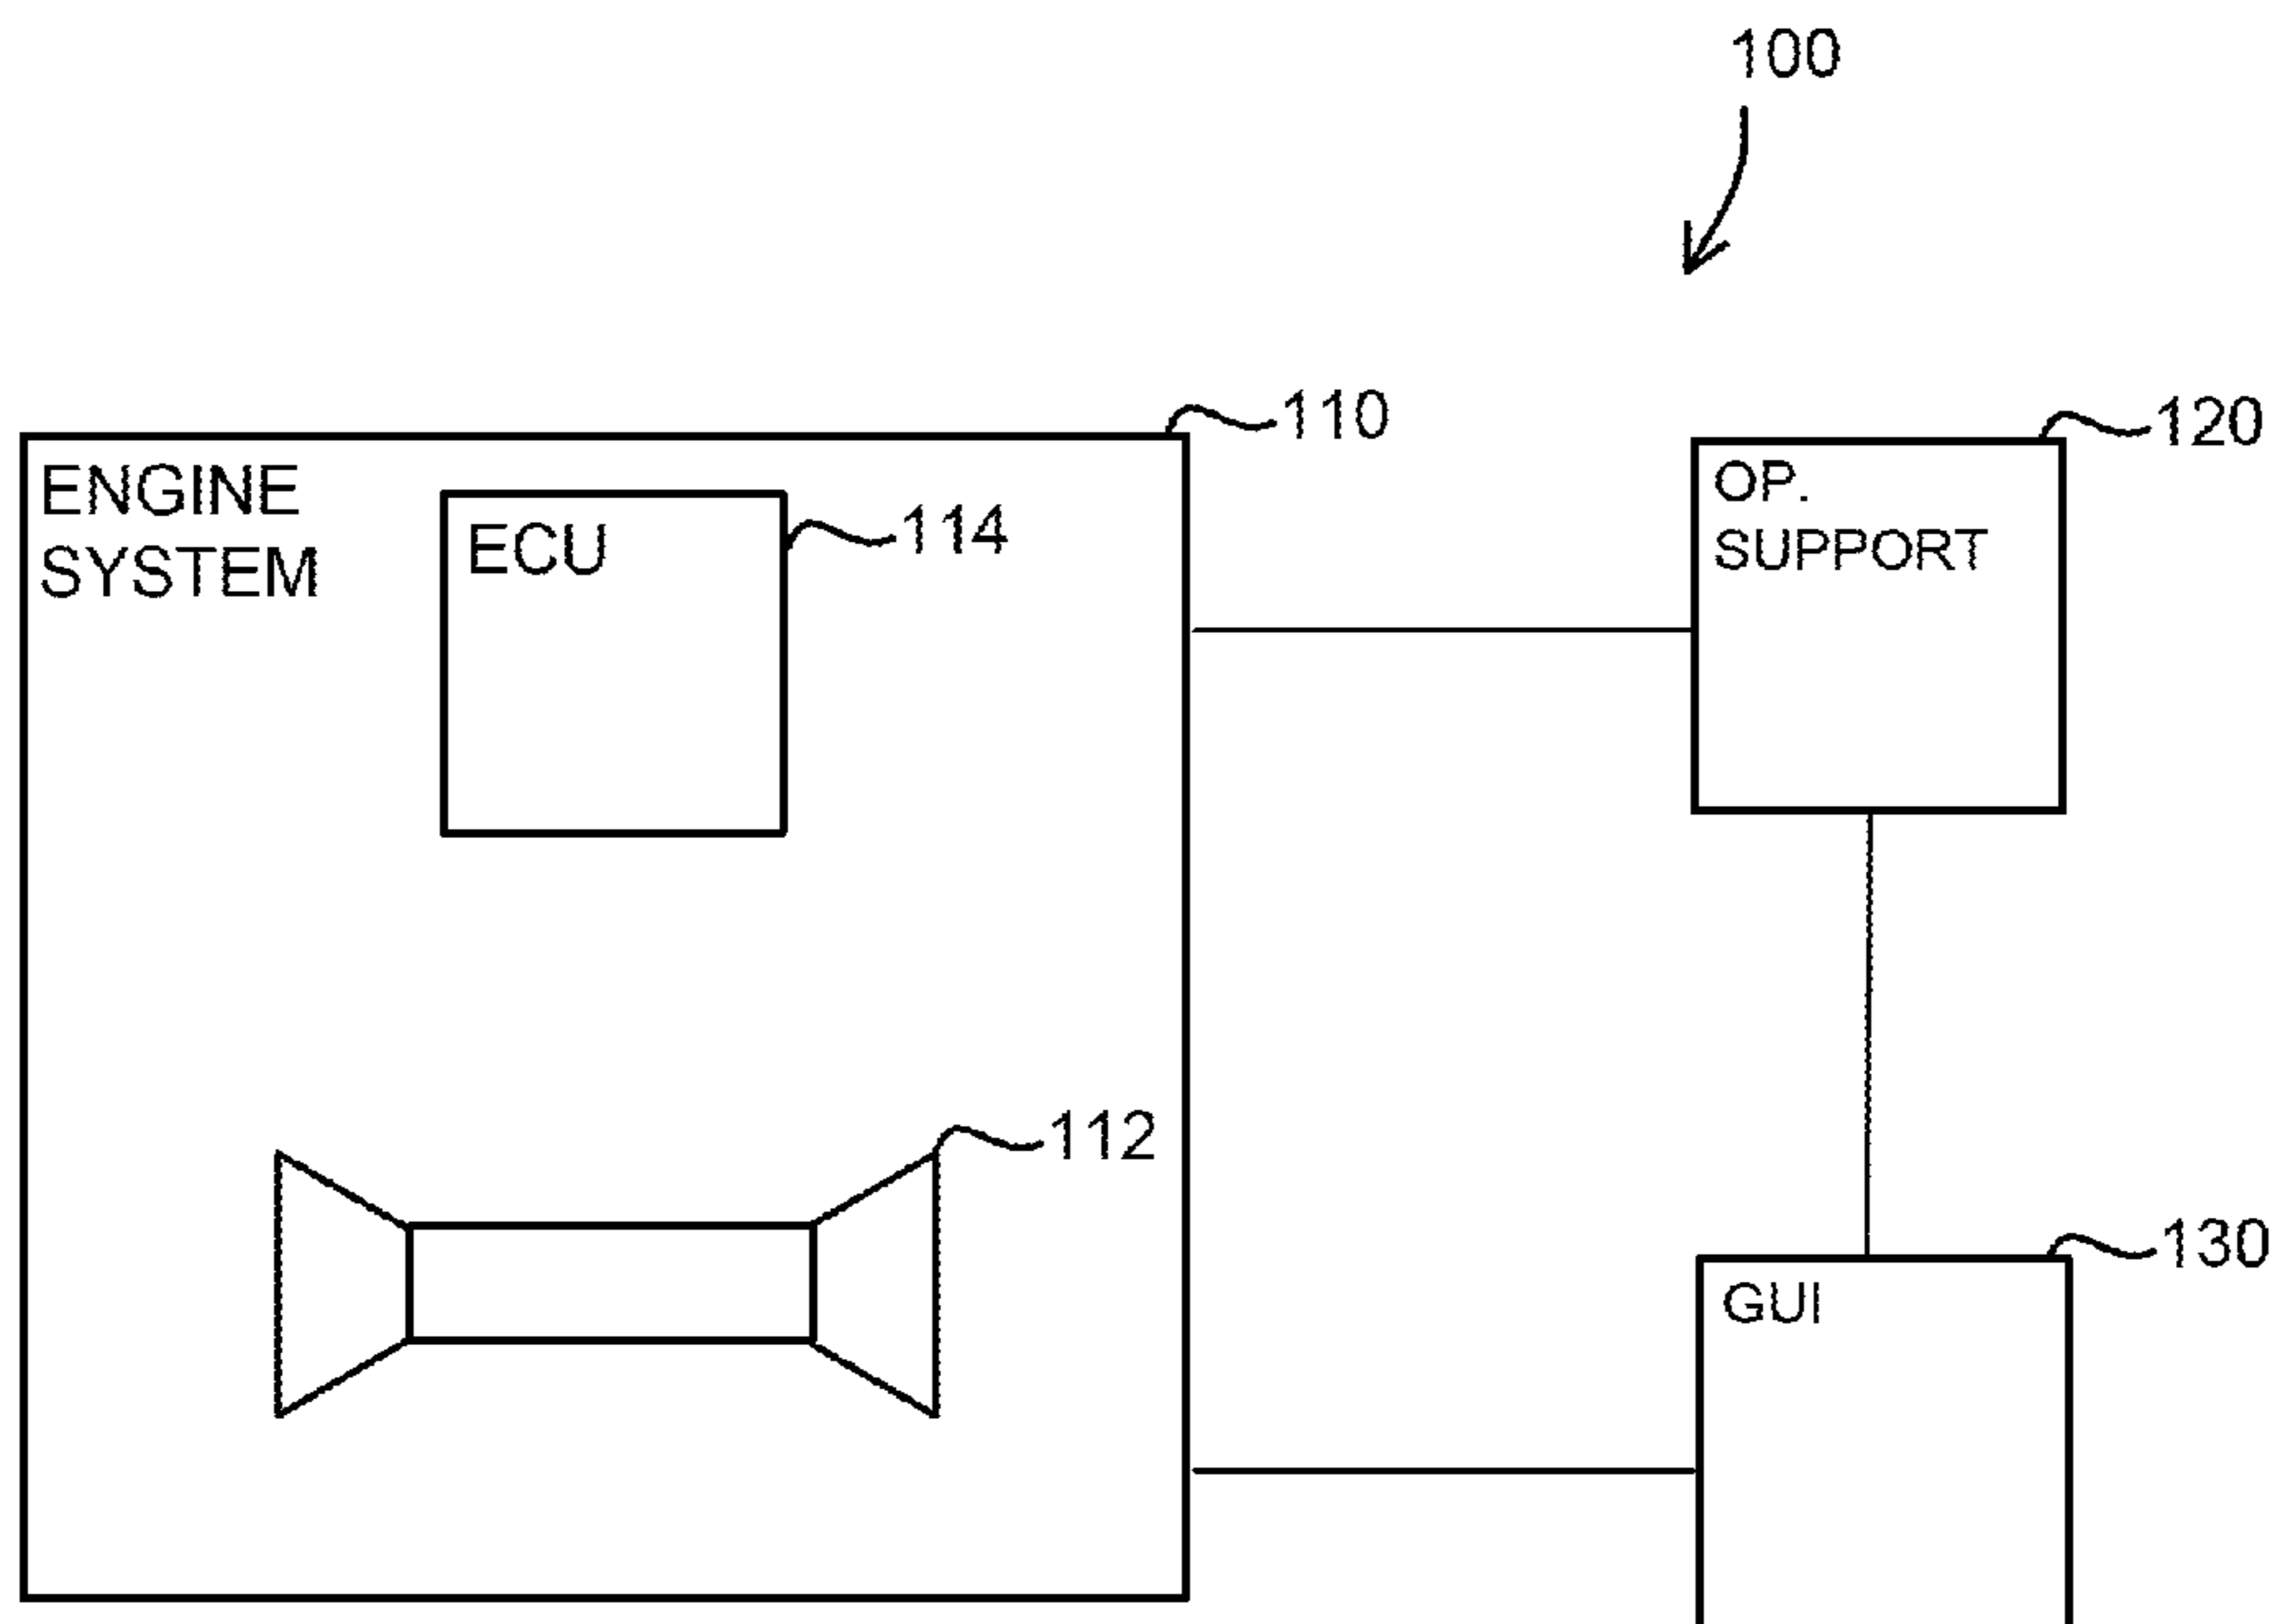 100
110
120
ENGINE
SYSTEM
ECU
114
OP.
SUPPORT
112
130
GUI